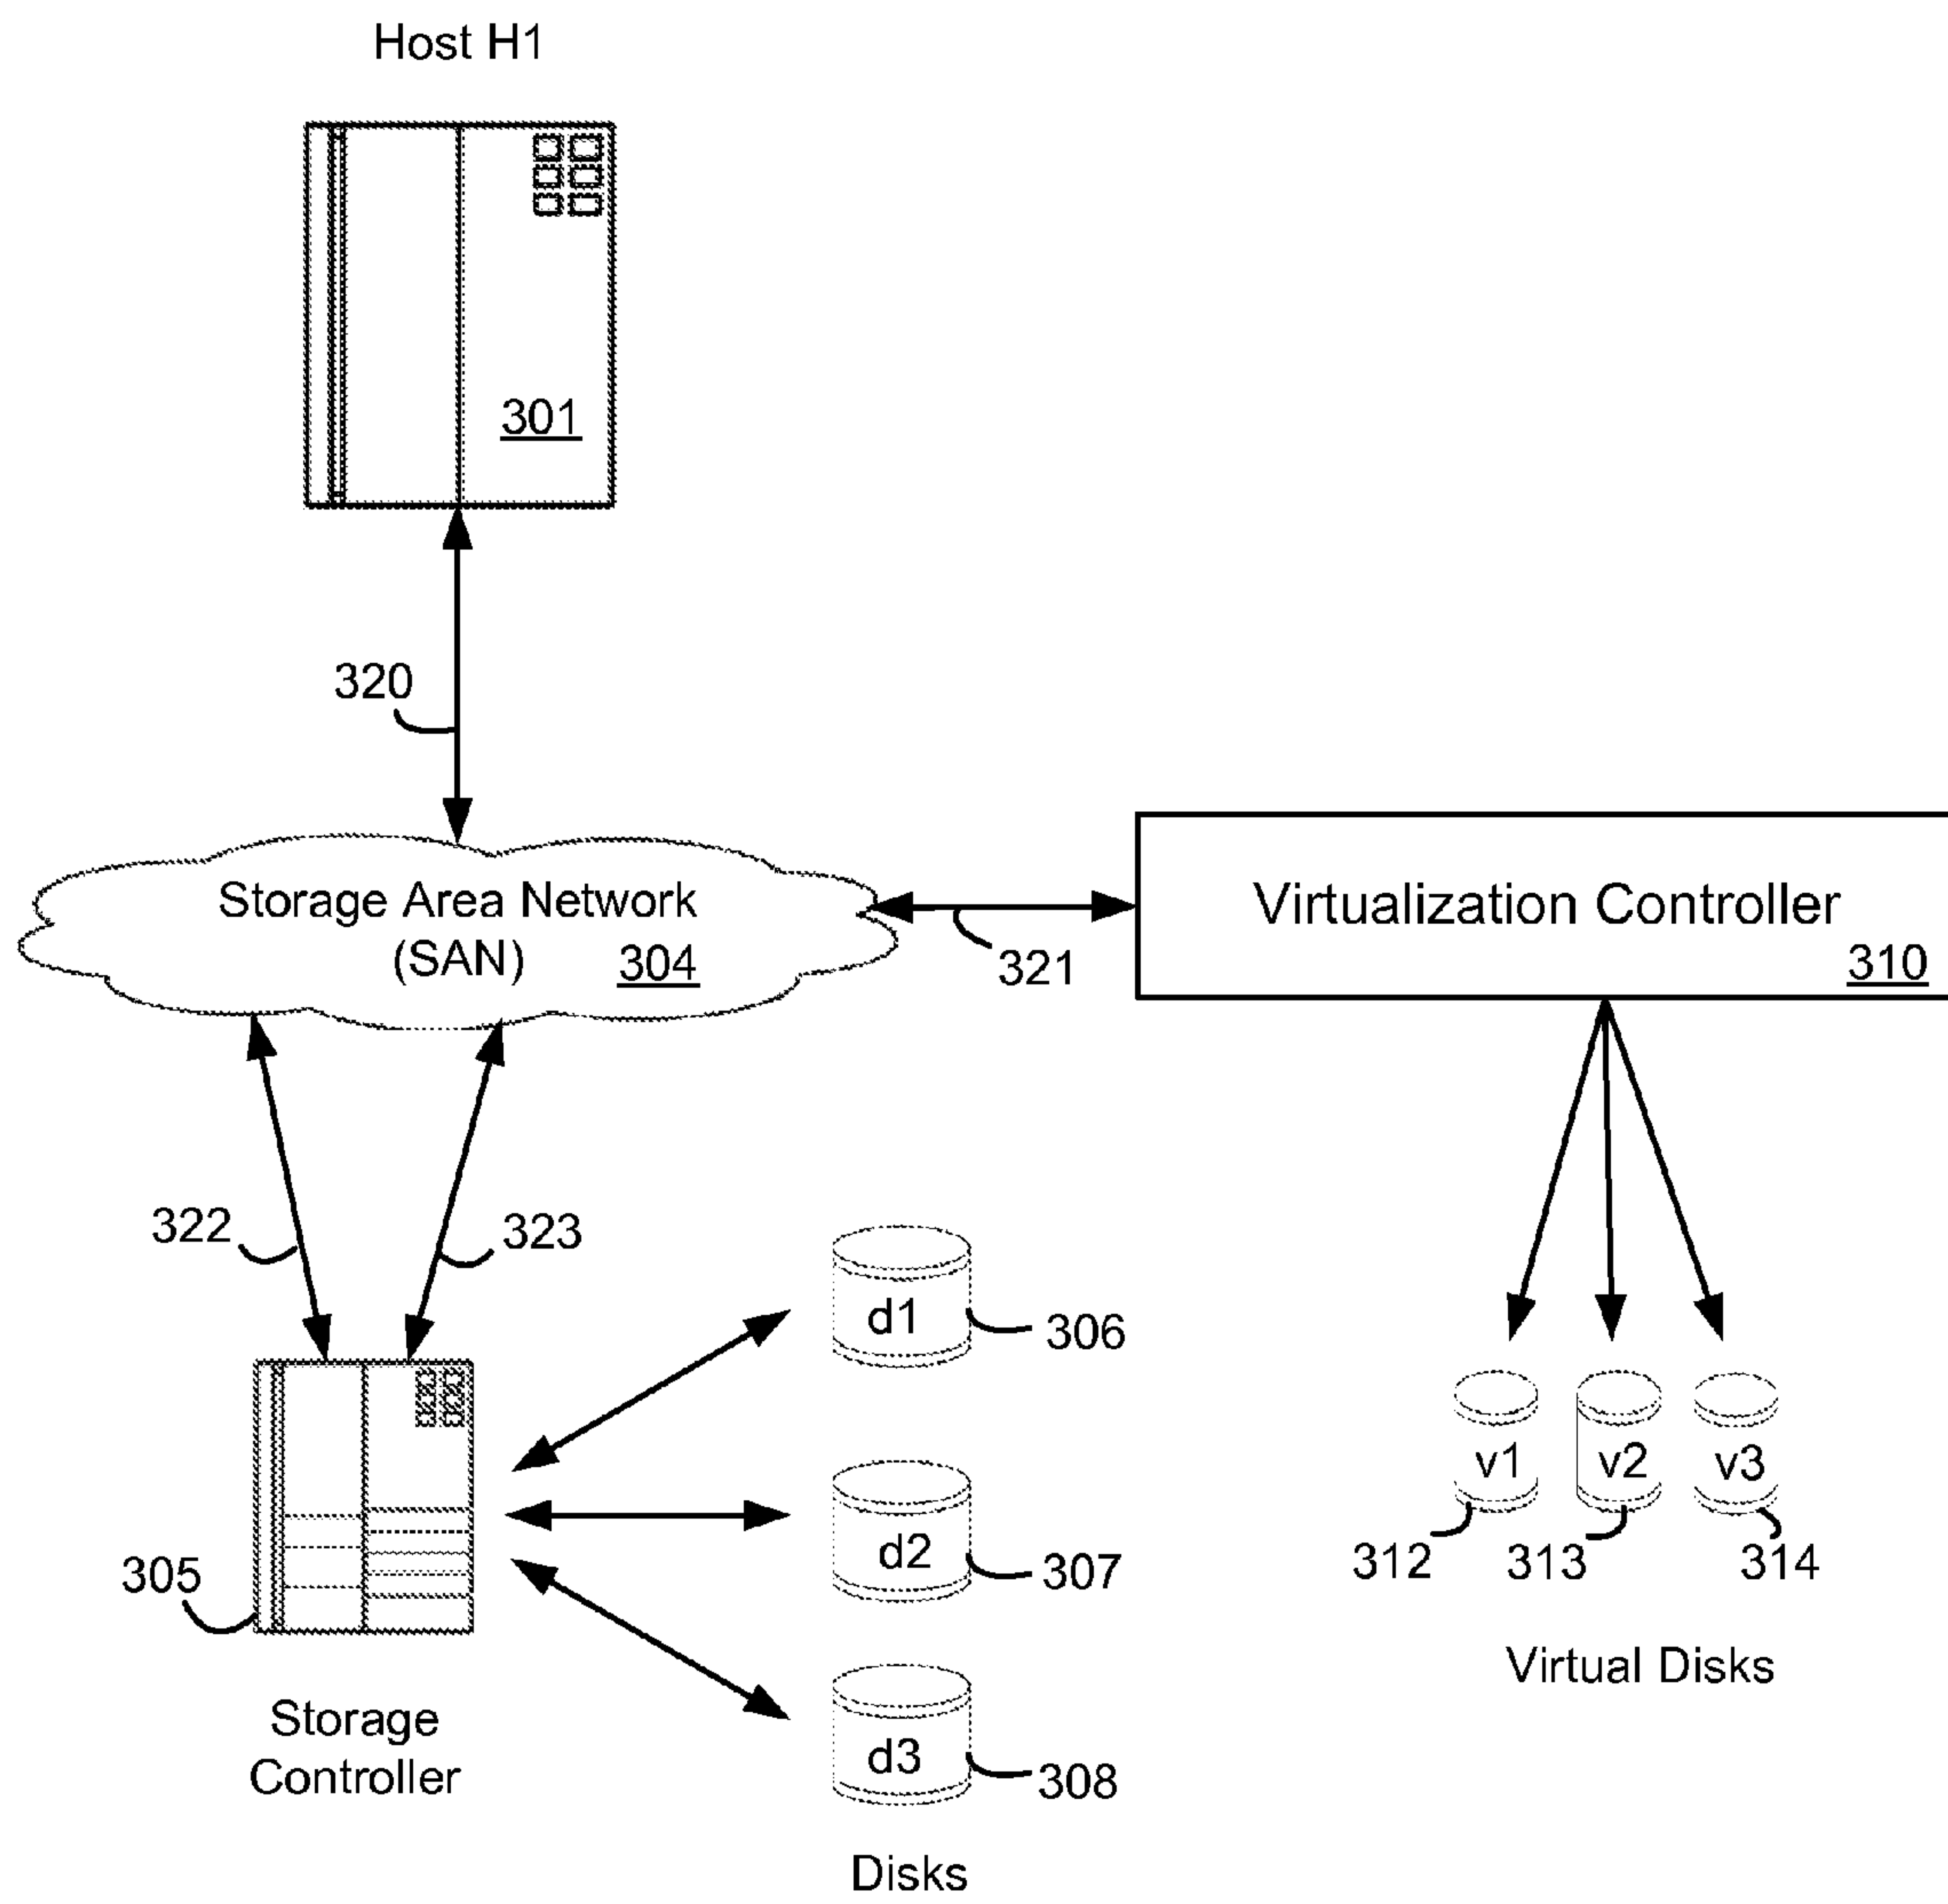 Host H1
301
320
Storage Area Network
(SAN)
304
321
Virtualization Controller
310
322
323
d1
306
305
d2
307
d3
308
v1
v2
v3
312
313
314
Virtual Disks
Storage
Controller
Disks